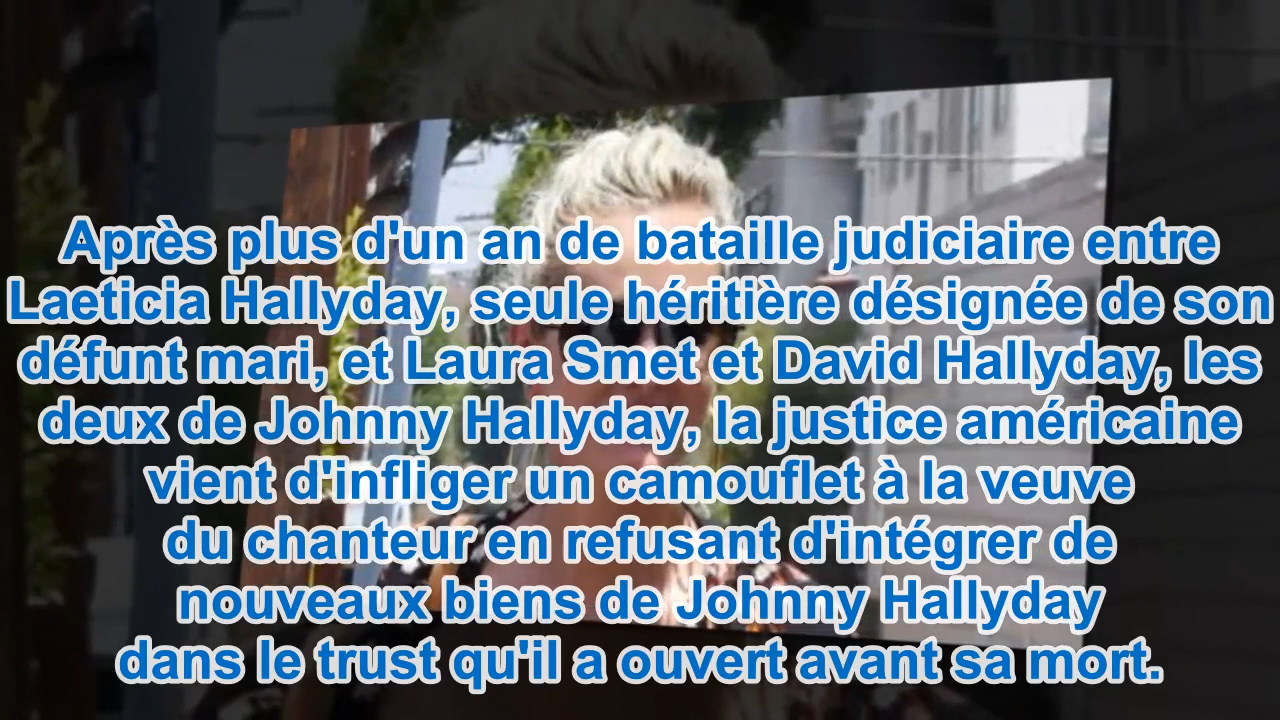 Après plus d'un an de bataille judiciaire entre
Laeticia Hallyday, seule héritière désignée de son
défunt mari, et Laura Smet et David Hallyday, les
deux de Johnny Hallyday, la justice américaine
vient d'infliger un camouflet à la veuve
du chanteur en refusant d'intégrer de
nouveaux biens de Johnny Hallyday
dans le trust qu'il a ouvert avant sa mort.